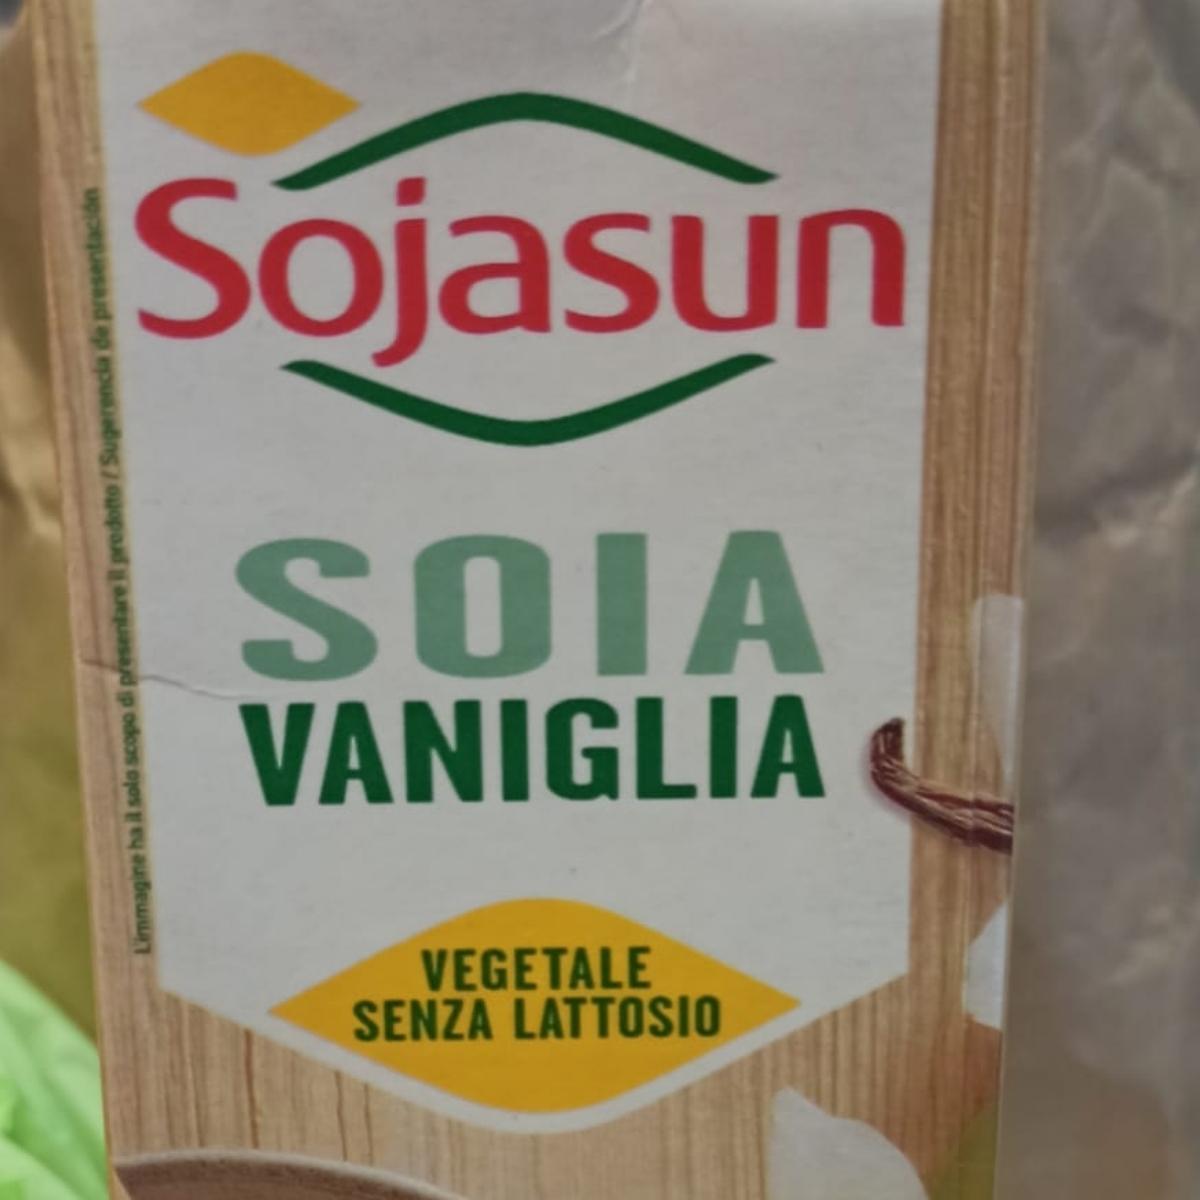 Sojasun
SOIA
VANIGLIA
VEGETALE
SENZA LATTOSIO
L'immagine ha il solo scopo di presentare il prodotto / Sugerencia de presentación